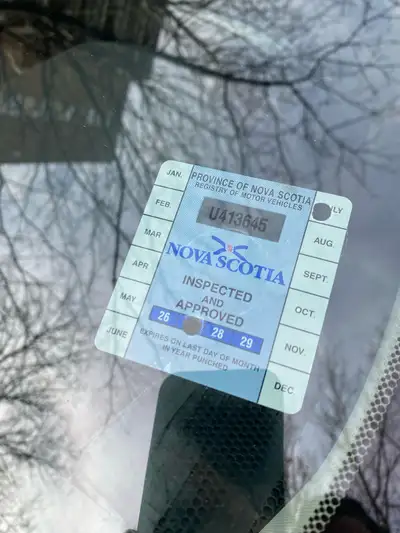 PROVINCE OF NOVA SCOTIA
REGISTRY OF MOTOR VEHICLES
U413645
NOVA SCOTIA
INSPECTED
AND
APPROVED
26 28 29
EXPIRES ON LAST DAY OF MONTH
IN YEAR PUNCHED
JAN.
FEB.
MAR
APR
MAY
JUNE
LY
AUG.
SEPT.
OCT.
NOV.
DEC.